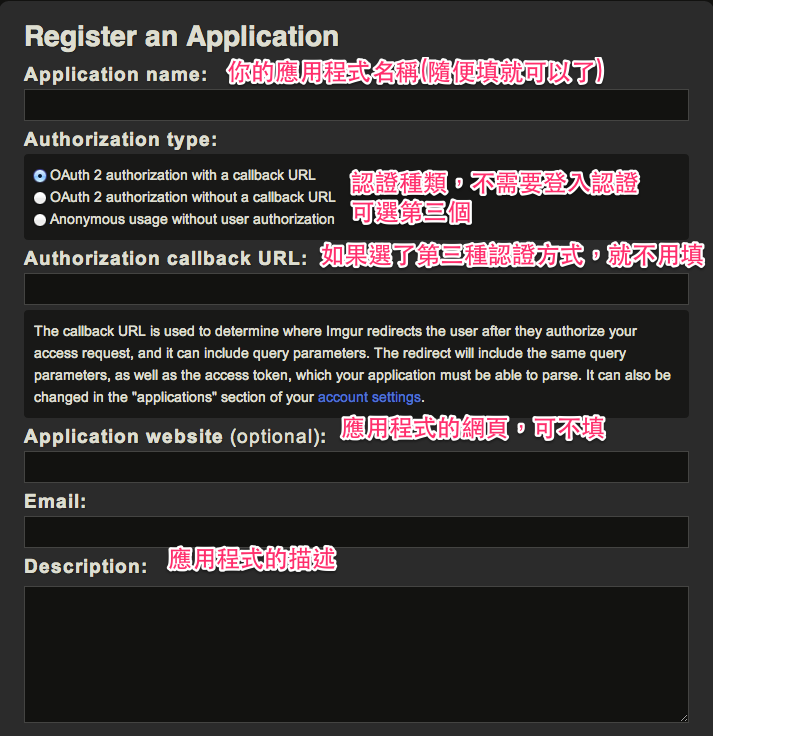 Register an Application
Application name: 你的應用程式名稱(隨便填就可以了)
Authorization type:
OAuth 2 authorization with a callback URL
OAuth 2 authorization without a callback URL
Anonymous usage without user authorization
認證種類，不需要登入認證
可選第三個
Authorization callback URL: 如果選了第三種認證方式，就不用填
The callback URL is used to determine where Imgur redirects the user after they authorize your
access request, and it can include query parameters. The redirect will include the same query
parameters, as well as the access token, which your application must be able to parse. It can also be
changed in the "applications" section of your account settings.
Application website (optional): 應用程式的網頁，可不填
Email:
Description: 應用程式的描述